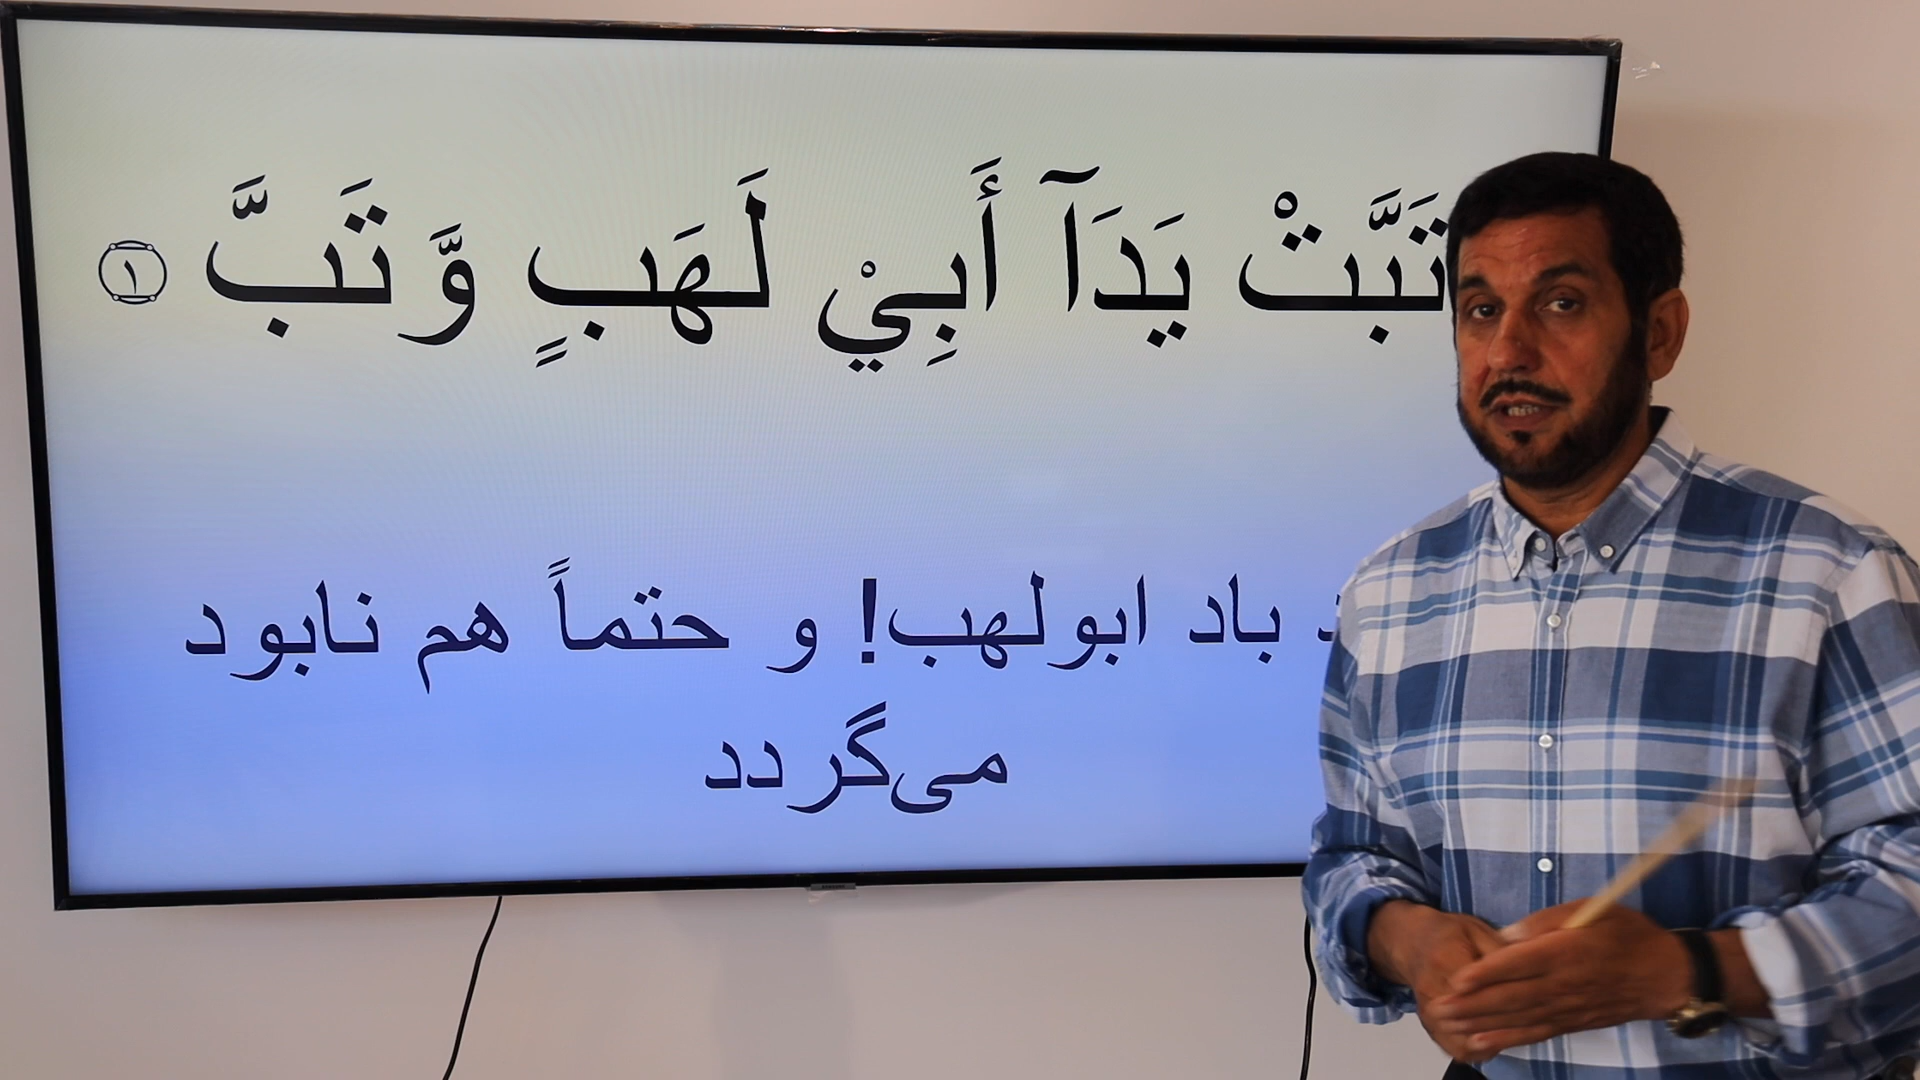 تَبَّتْ يَدَآ أَبِيْ لَهَبٍ وَّتَبَّ ١
باد ابولهب! و حتماً هم نابود
می‌گردد